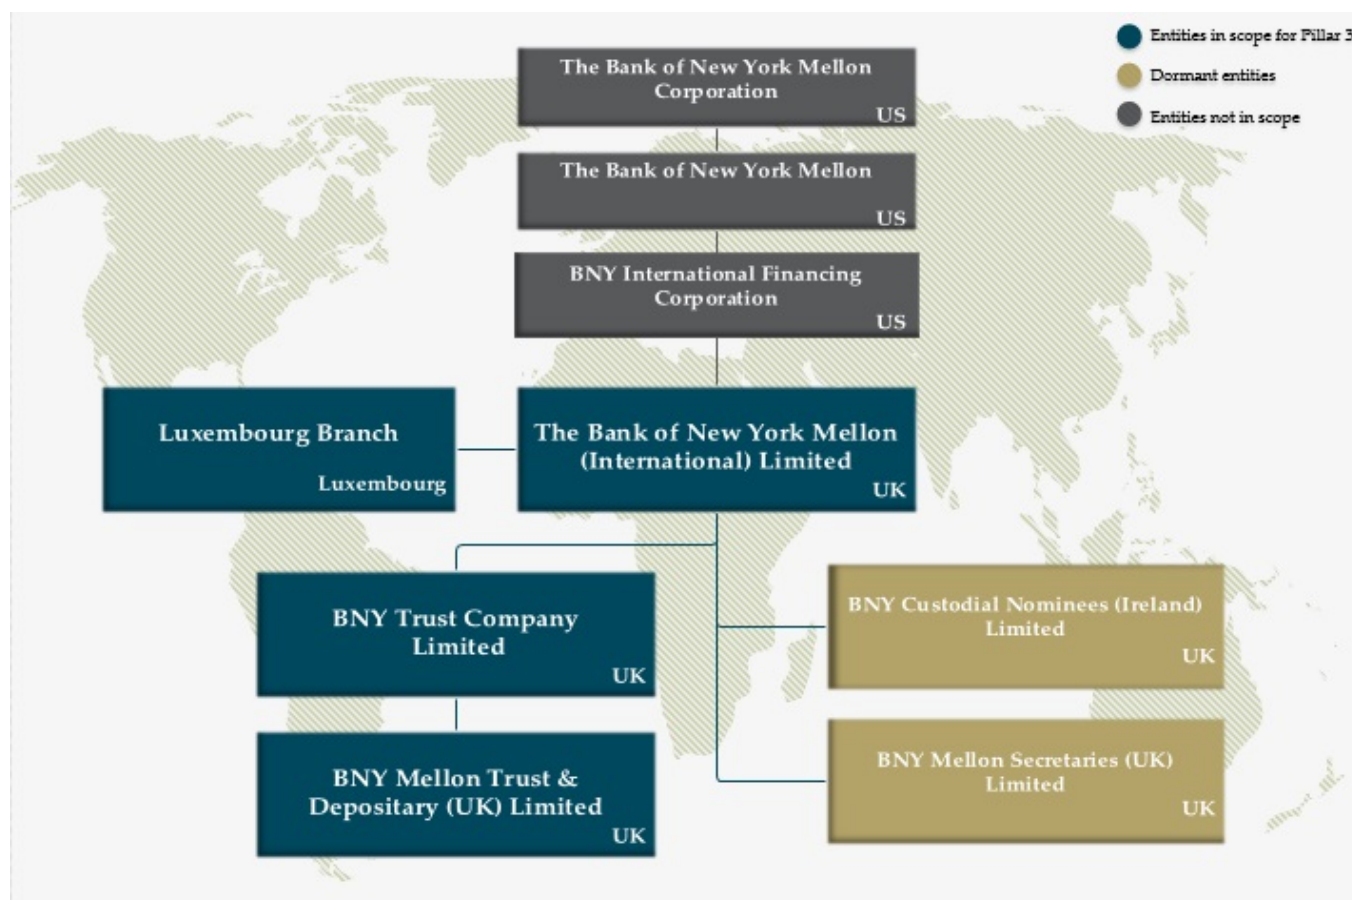 Entities in scope for Pillar 3
Dormant entities
Entities not in scope
The Bank of New York Mellon
Corporation
US
The Bank of New York Mellon
US
BNY International Financing
Corporation
US
Luxembourg Branch
Luxembourg
The Bank of New York Mellon
(International) Limited
UK
BNY Trust Company
Limited
UK
BNY Custodial Nominees (Ireland)
Limited
UK
BNY Mellon Trust &
Depositary (UK) Limited
UK
BNY Mellon Secretaries (UK)
Limited
UK